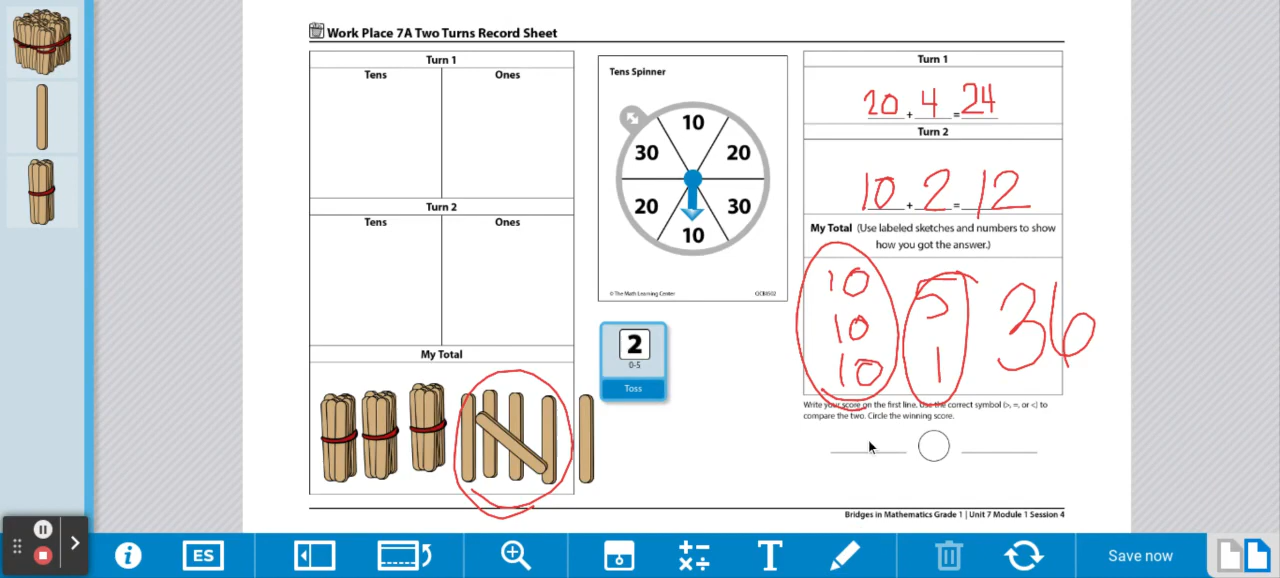 Work Place 7A Two Turns Record Sheet
Turn 1
Tens Ones
Turn 2
Tens Ones
My Total
Tens Spinner
10
30 20
20 30
10
© The Math Learning Center QCB8502
2
0-5
Toss
Turn 1
20 + 4 = 24
Turn 2
10 + 2 = 12
My Total (Use labeled sketches and numbers to show
how you got the answer.)
10 5
10 36
10 1
Write your score on the first line. Use the correct symbol (>, =, or <) to
compare the two. Circle the winning score.
Bridges in Mathematics Grade 1 | Unit 7 Module 1 Session 4
ES
T
Save now